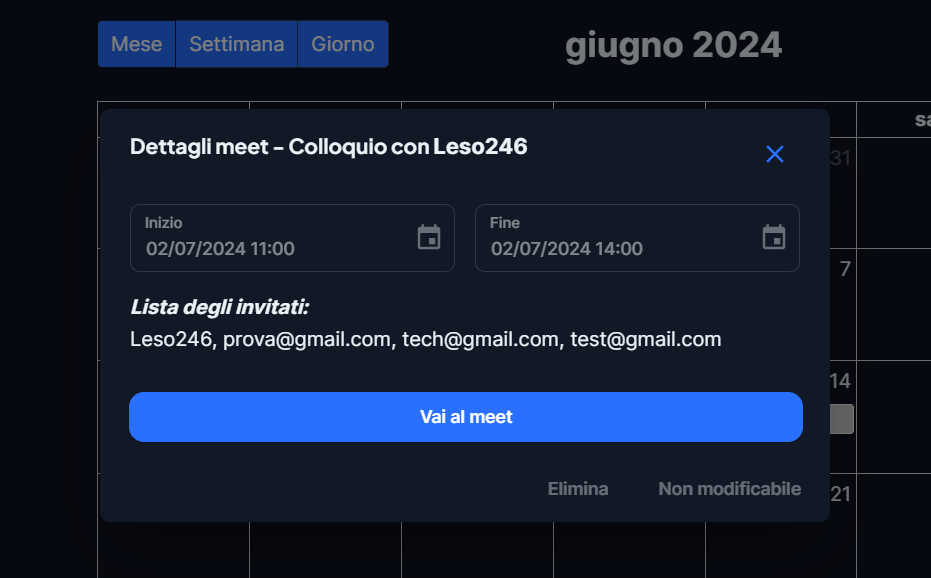 Mese Settimana Giorno
giugno 2024
Dettagli meet - Colloquio con Leso246
31
Inizio
02/07/2024 11:00
Fine
02/07/2024 14:00
7
Lista degli invitati:
Leso246, prova@gmail.com, tech@gmail.com, test@gmail.com
14
Vai al meet
Elimina
Non modificabile
21